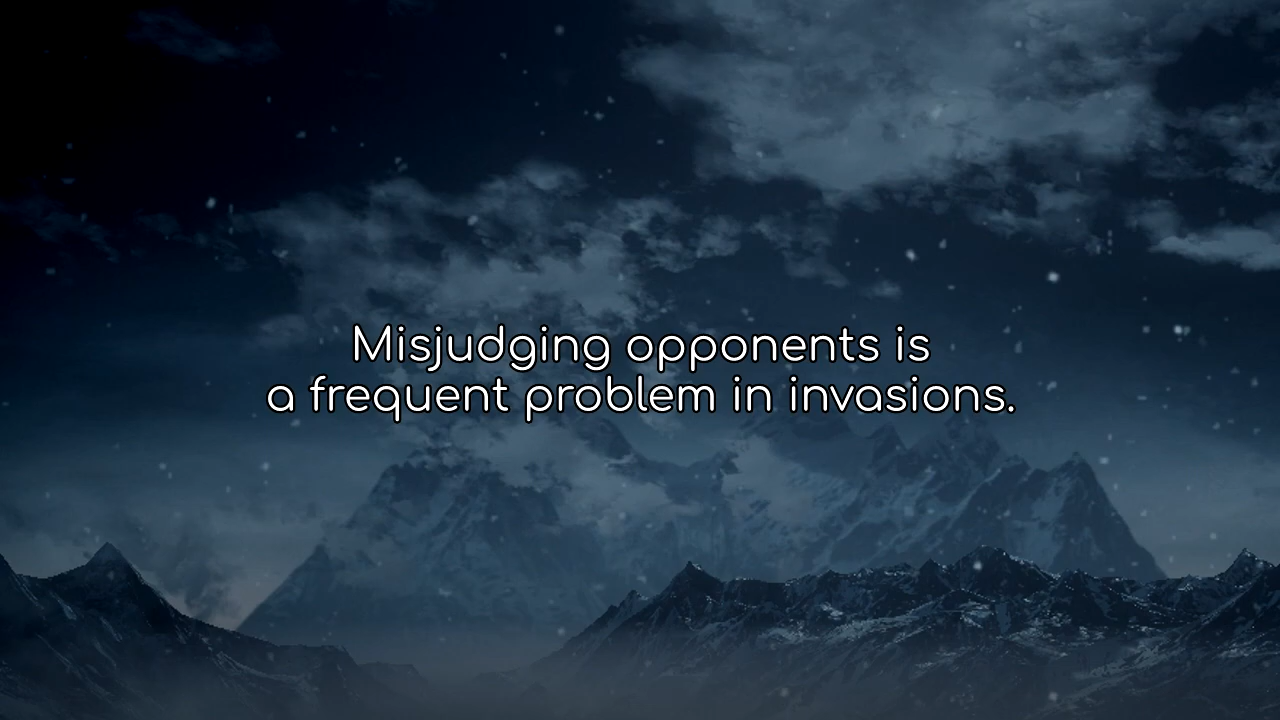 Misjudging opponents is
a frequent problem in invasions.